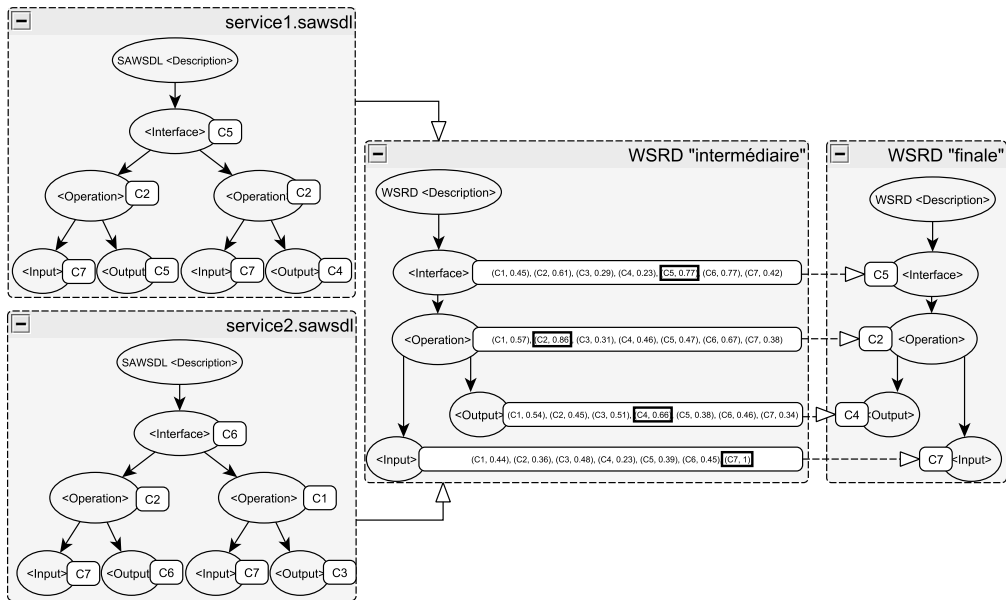 service1.sawsdl
SAWSDL <Description>
<Interface> C5
<Operation> C2
<Operation C2
<Input> C7
<Output C5
<Input> C7
<Output> C4
service2.sawsdl
SAWSDL <Description>
<Interface> C6
<Operation> C2
<Operation> C1
<Input> C7
<Output C6
<Input> C7
<Output> C3
WSRD "intermédiaire"
WSRD <Description>
<Interface> (C1, 0.45), (C2, 0.61), (C3, 0.29), (C4, 0.23), (C5, 0.77) (C6, 0.77), (C7, 0.42)
<Operation> (C1, 0.57), (C2, 0.86) (C3, 0.31), (C4, 0.46), (C5, 0.47), (C6, 0.67), (C7, 0.38)
<Output> (C1, 0.54), (C2, 0.45), (C3, 0.51), (C4, 0.66) (C5, 0.38), (C6, 0.46), (C7, 0.34)
<Input> (C1, 0.44), (C2, 0.36), (C3, 0.48), (C4, 0.23), (C5, 0.39), (C6, 0.45) (C7, 1)
WSRD "finale"
WSRD <Description>
C5 <Interface>
C2 <Operation>
C4 <Output>
C7 <Input>